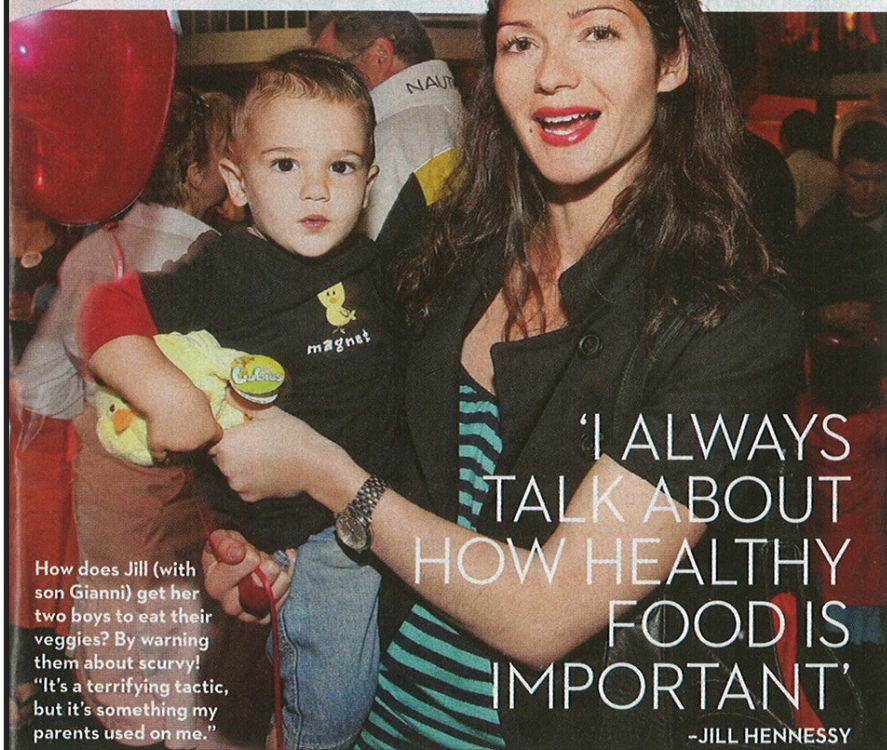 NAUT
magnet
Lubies
How does Jill (with
son Gianni) get her
two boys to eat their
veggies? By warning
them about scurvy!
“It’s a terrifying tactic,
but it’s something my
parents used on me.”
‘I ALWAYS
TALK ABOUT
HOW HEALTHY
FOOD IS
IMPORTANT’
–JILL HENNESSY